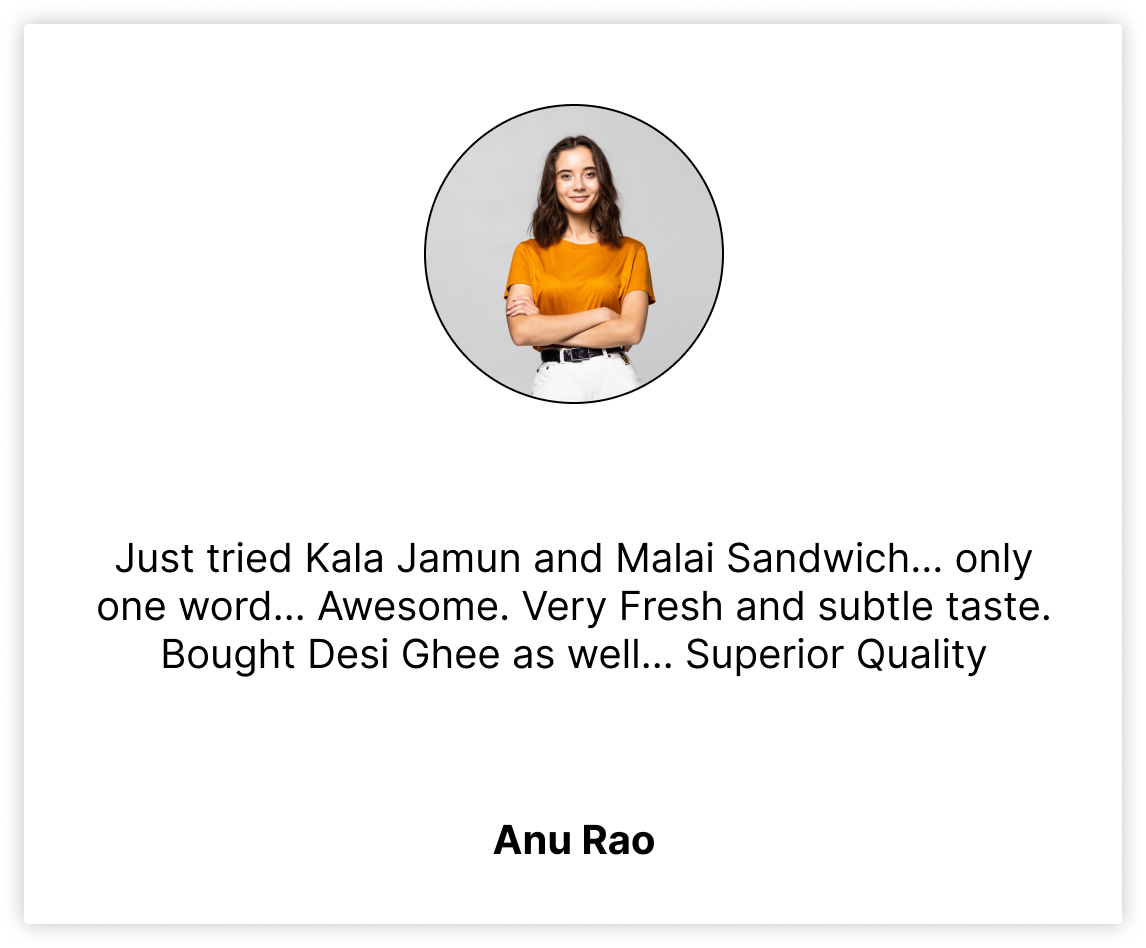 Just tried Kala Jamun and Malai Sandwich... only
one word... Awesome. Very Fresh and subtle taste.
Bought Desi Ghee as well... Superior Quality
Anu Rao